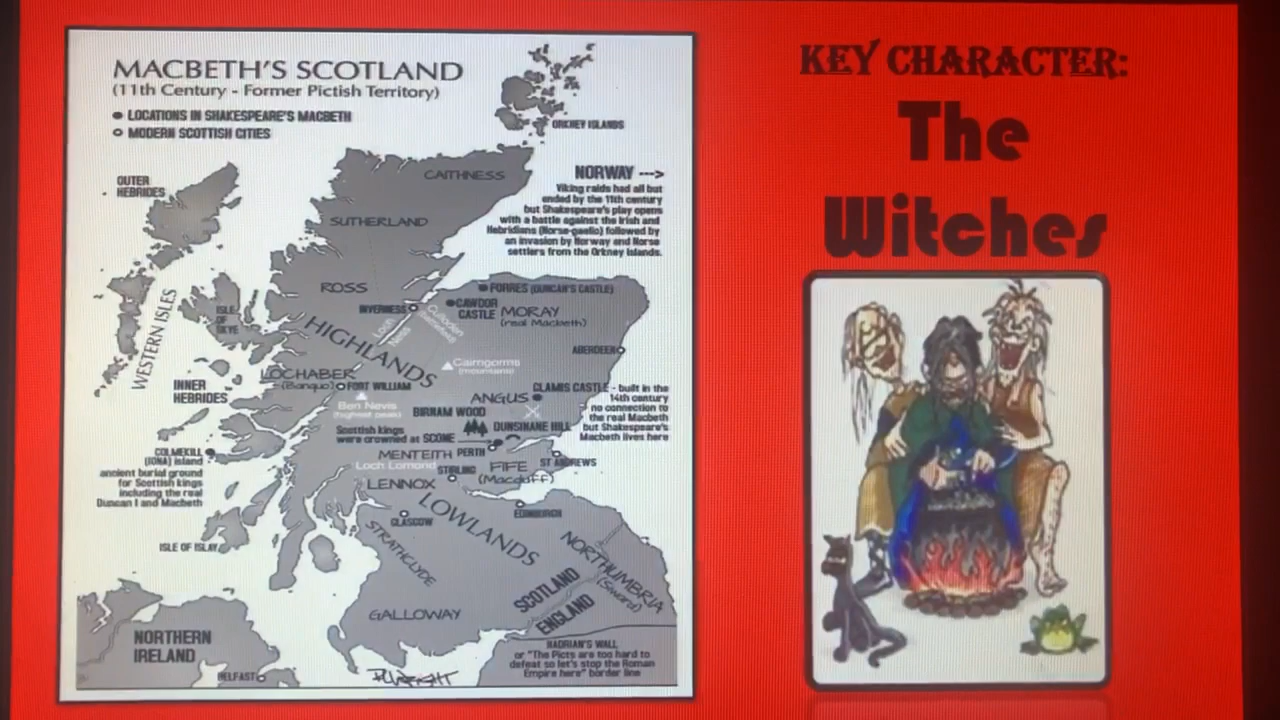 MACBETH'S SCOTLAND
(11th Century - Former Pictish Territory)
LOCATIONS IN SHAKESPEARE'S MACBETH
MODERN SCOTTISH CITIES
ORKNEY ISLANDS
OUTER
HEBRIDES
CAITHNESS
NORWAY --->
Viking raids had all but
ended by the 11th century
but Shakespeare's play opens
with a battle against the Irish and
Hebridians (Norse-gaelic) followed by
an invasion by Norway and Norse
settlers from the Orkney Islands.
SUTHERLAND
WESTERN ISLES
ISLE
OF
SKYE
ROSS
FORRES (DUNCAN'S CASTLE)
INVERNESS
CAWDOR
CASTLE
MORAY
(real Macbeth)
Culloden
(battlefield)
Loch
Ness
HIGHLANDS
ABERDEEN
Cairngorms
(mountains)
LOCHABER
(Banquo)
FORT WILLIAM
INNER
HEBRIDES
Ben Nevis
(highest peak)
ANGUS
GLAMIS CASTLE - built in the
14th century
no connection to
the real Macbeth
but Shakespeare's
Macbeth lives here
BIRNAM WOOD
DUNSINANE HILL
Scottish kings
were crowned at SCONE
PERTH
MENTEITH
Loch Lomond
STIRLING
FIFE
(Macduff)
ST ANDREWS
COLMEKILL
(IONA) island
ancient burial ground
for Scottish kings
including the real
Duncan I and Macbeth
LENNOX
LOWLANDS
GLASGOW
EDINBURGH
ISLE OF ISLAY
STRATHCLYDE
NORTHUMBRIA
(Siward)
SCOTLAND
ENGLAND
GALLOWAY
NORTHERN
IRELAND
BELFAST
HADRIAN'S WALL
or "The Picts are too hard to
defeat so let's stop the Roman
Empire here" border line
KEY CHARACTER:
The
Witches